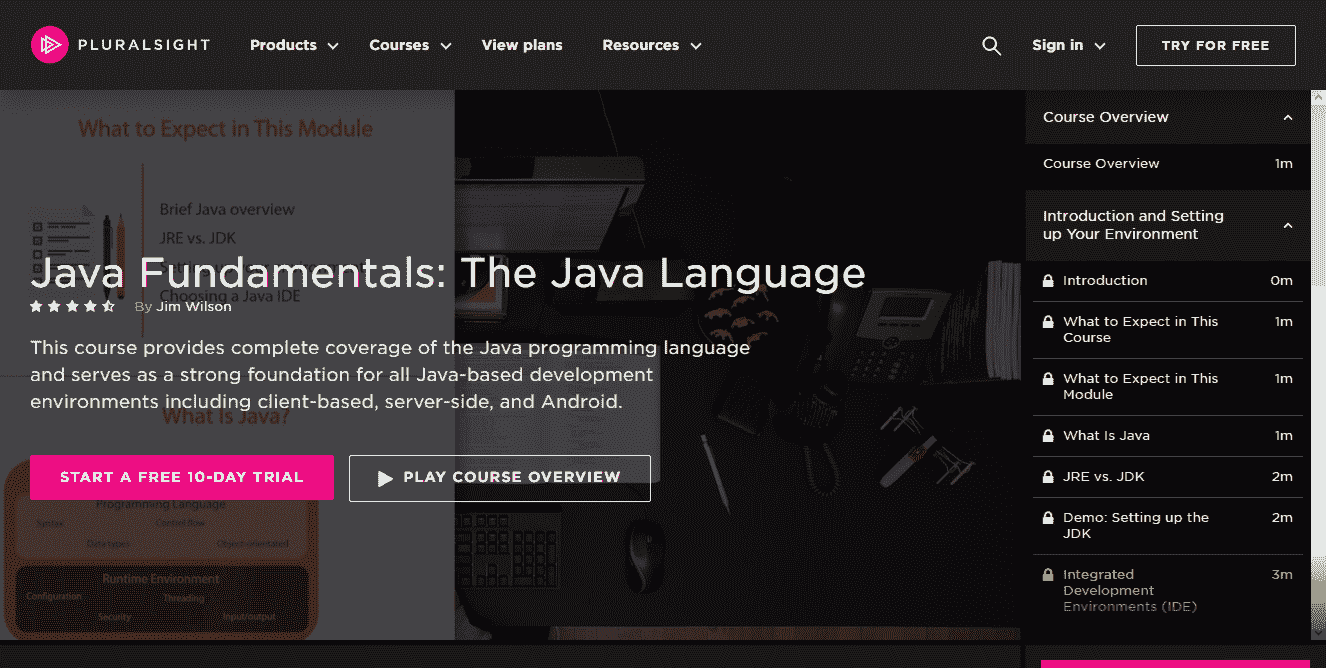 PLURALSIGHT
Products
Courses
View plans
Resources
Sign in
TRY FOR FREE
What to Expect in This Module
Brief Java overview
JRE vs. JDK
Choosing a Java IDE
Java Fundamentals: The Java Language
By Jim Wilson
This course provides complete coverage of the Java programming language
and serves as a strong foundation for all Java-based development
environments including client-based, server-side, and Android.
What Is Java?
START A FREE 10-DAY TRIAL
PLAY COURSE OVERVIEW
Programming Language
Syntax
Control flow
Data types
Object-orientated
Runtime Environment
Configuration
Threading
Security
Input/output
Course Overview
Course Overview 1m
Introduction and Setting
up Your Environment
Introduction 0m
What to Expect in This 1m
Course
What to Expect in This 1m
Module
What Is Java 1m
JRE vs. JDK 2m
Demo: Setting up the 2m
JDK
Integrated 3m
Development
Environments (IDE)